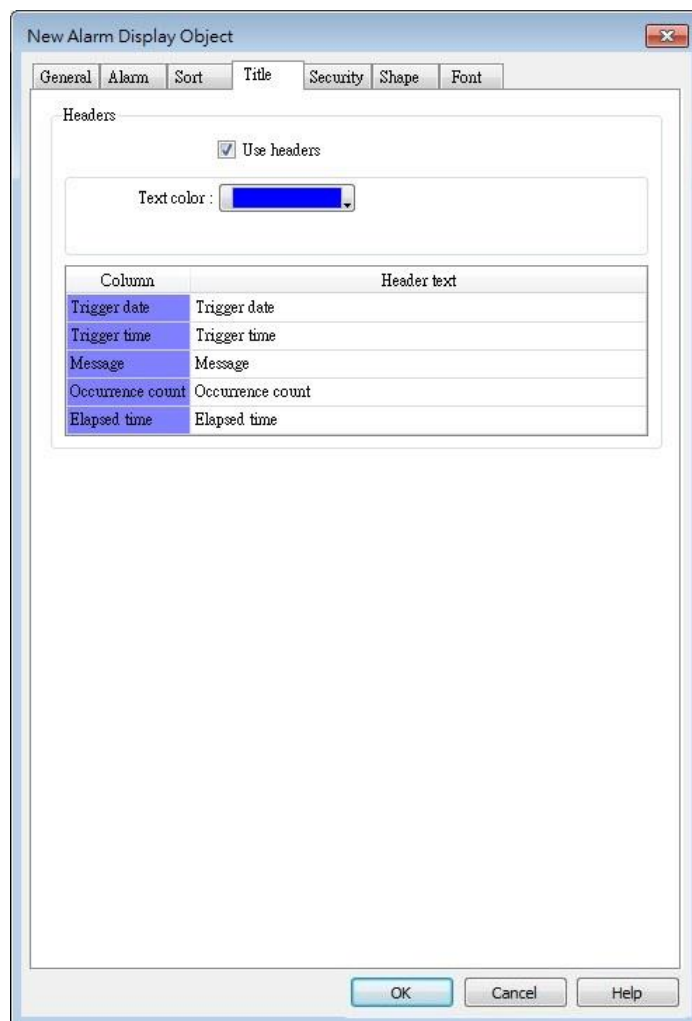 New Alarm Display Object
General Alarm Sort Title Security Shape Font
Headers
Use headers
Text color :
Column Header text
Trigger date Trigger date
Trigger time Trigger time
Message Message
Occurrence count Occurrence count
Elapsed time Elapsed time
OK Cancel Help